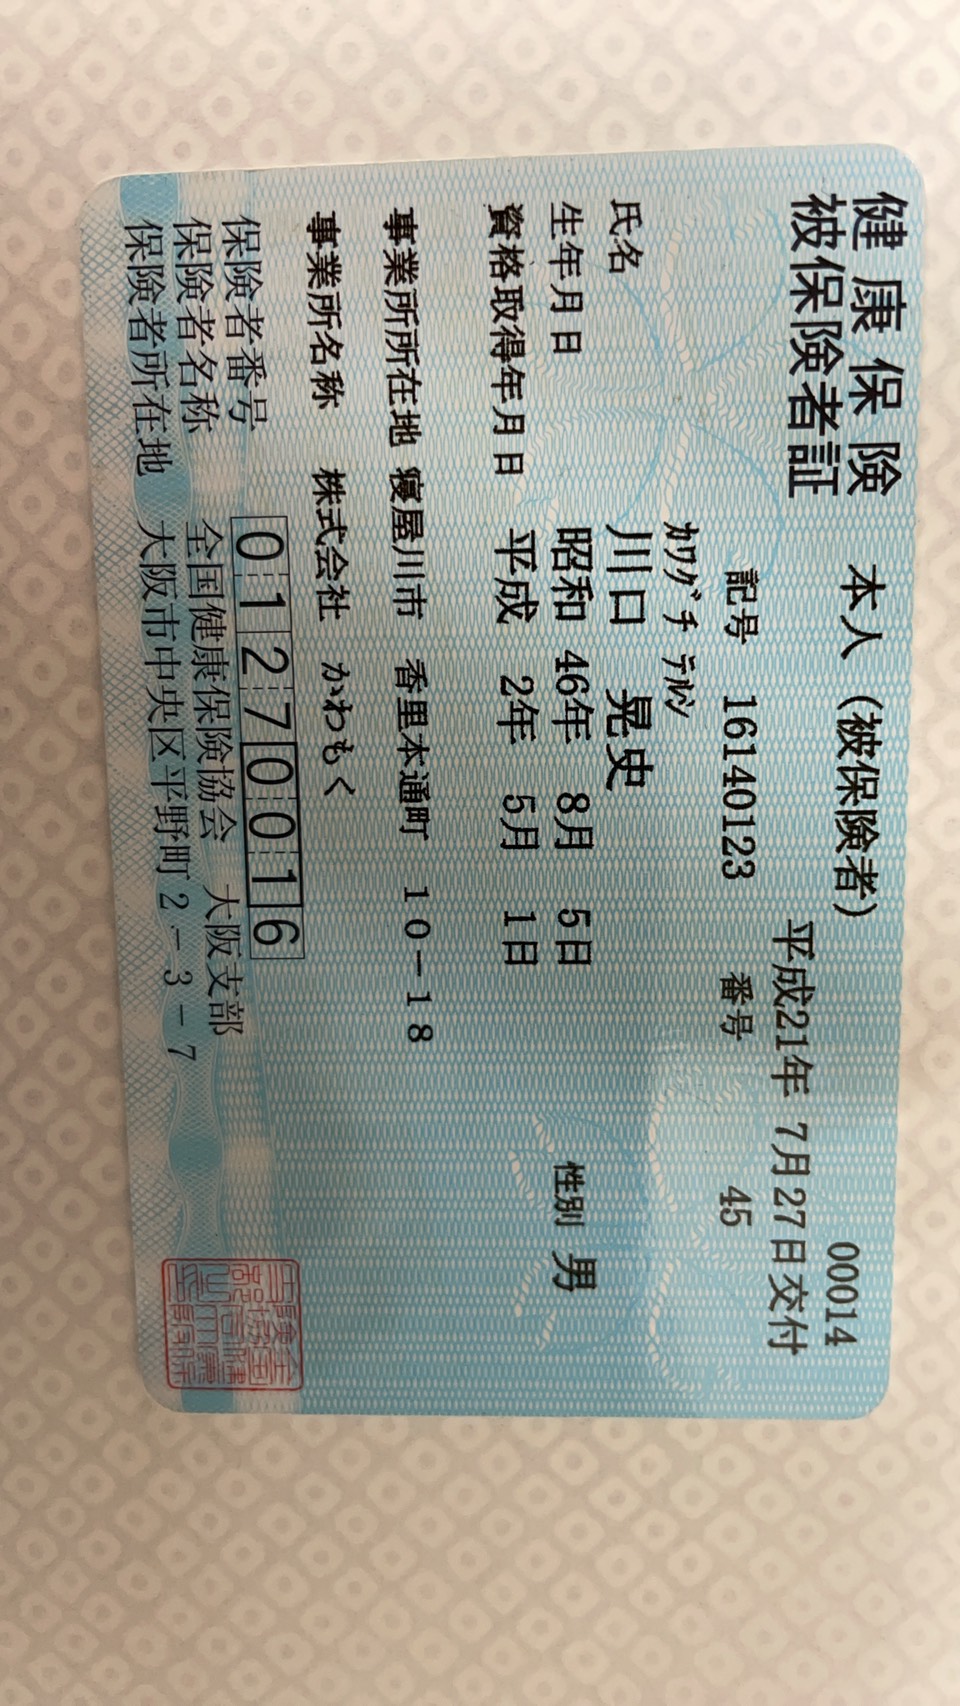 健康保険 本人（被保険者） 00014
被保険者証 平成21年 7月27日交付
記号 16140123 番号 45
ｶﾜｸﾞﾁ ﾃﾙｼ
氏名 川口 晃史
生年月日 昭和 46年 8月 5日 性別 男
資格取得年月日 平成 2年 5月 1日
事業所所在地 寝屋川市 香里本通町 １０－１８
事業所名称 株式会社 かわもく
保険者番号 01270016
保険者名称 全国健康保険協会 大阪支部
保険者所在地 大阪市中央区平野町２－３－７